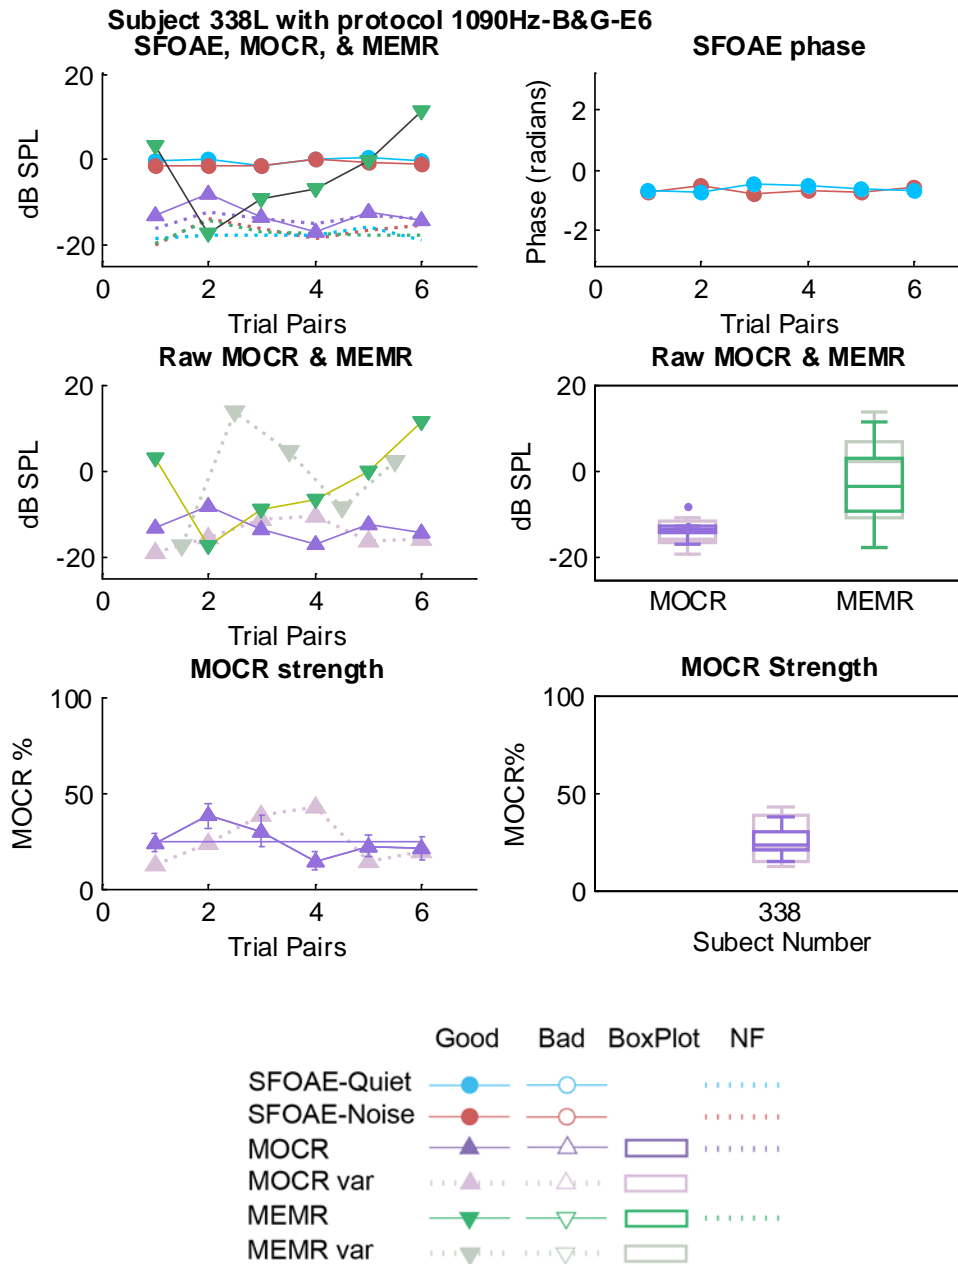 Subject 338L with protocol 1090Hz-B&G-E6
SFOAE, MOCR, & MEMR
20
0
-20
dB SPL
0 2 4 6
Trial Pairs
SFOAE phase
2
0
-2
Phase (radians)
0 2 4 6
Trial Pairs
Raw MOCR & MEMR
20
0
-20
dB SPL
0 2 4 6
Trial Pairs
Raw MOCR & MEMR
20
0
-20
dB SPL
MOCR MEMR
MOCR strength
100
50
0
MOCR %
0 2 4 6
Trial Pairs
MOCR Strength
100
50
0
MOCR%
338
Subect Number
Good Bad BoxPlot NF
SFOAE-Quiet
SFOAE-Noise
MOCR
MOCR var
MEMR
MEMR var